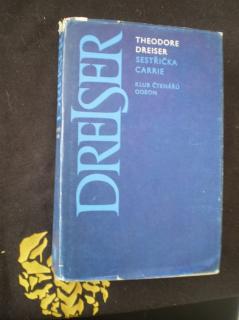 THEODORE
DREISER
SESTŘIČKA
CARRIE
KLUB ČTENÁŘŮ
ODEON
DREISER